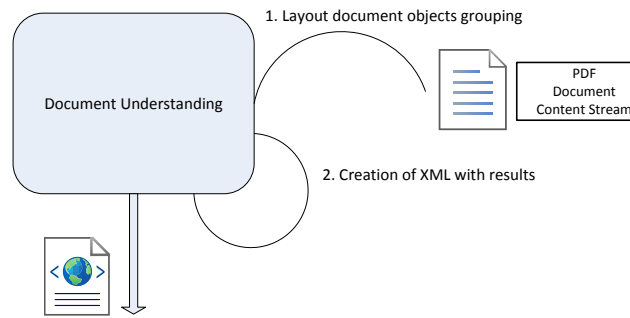 1. Layout document objects grouping
PDF
Document
Content Stream
Document Understanding
2. Creation of XML with results